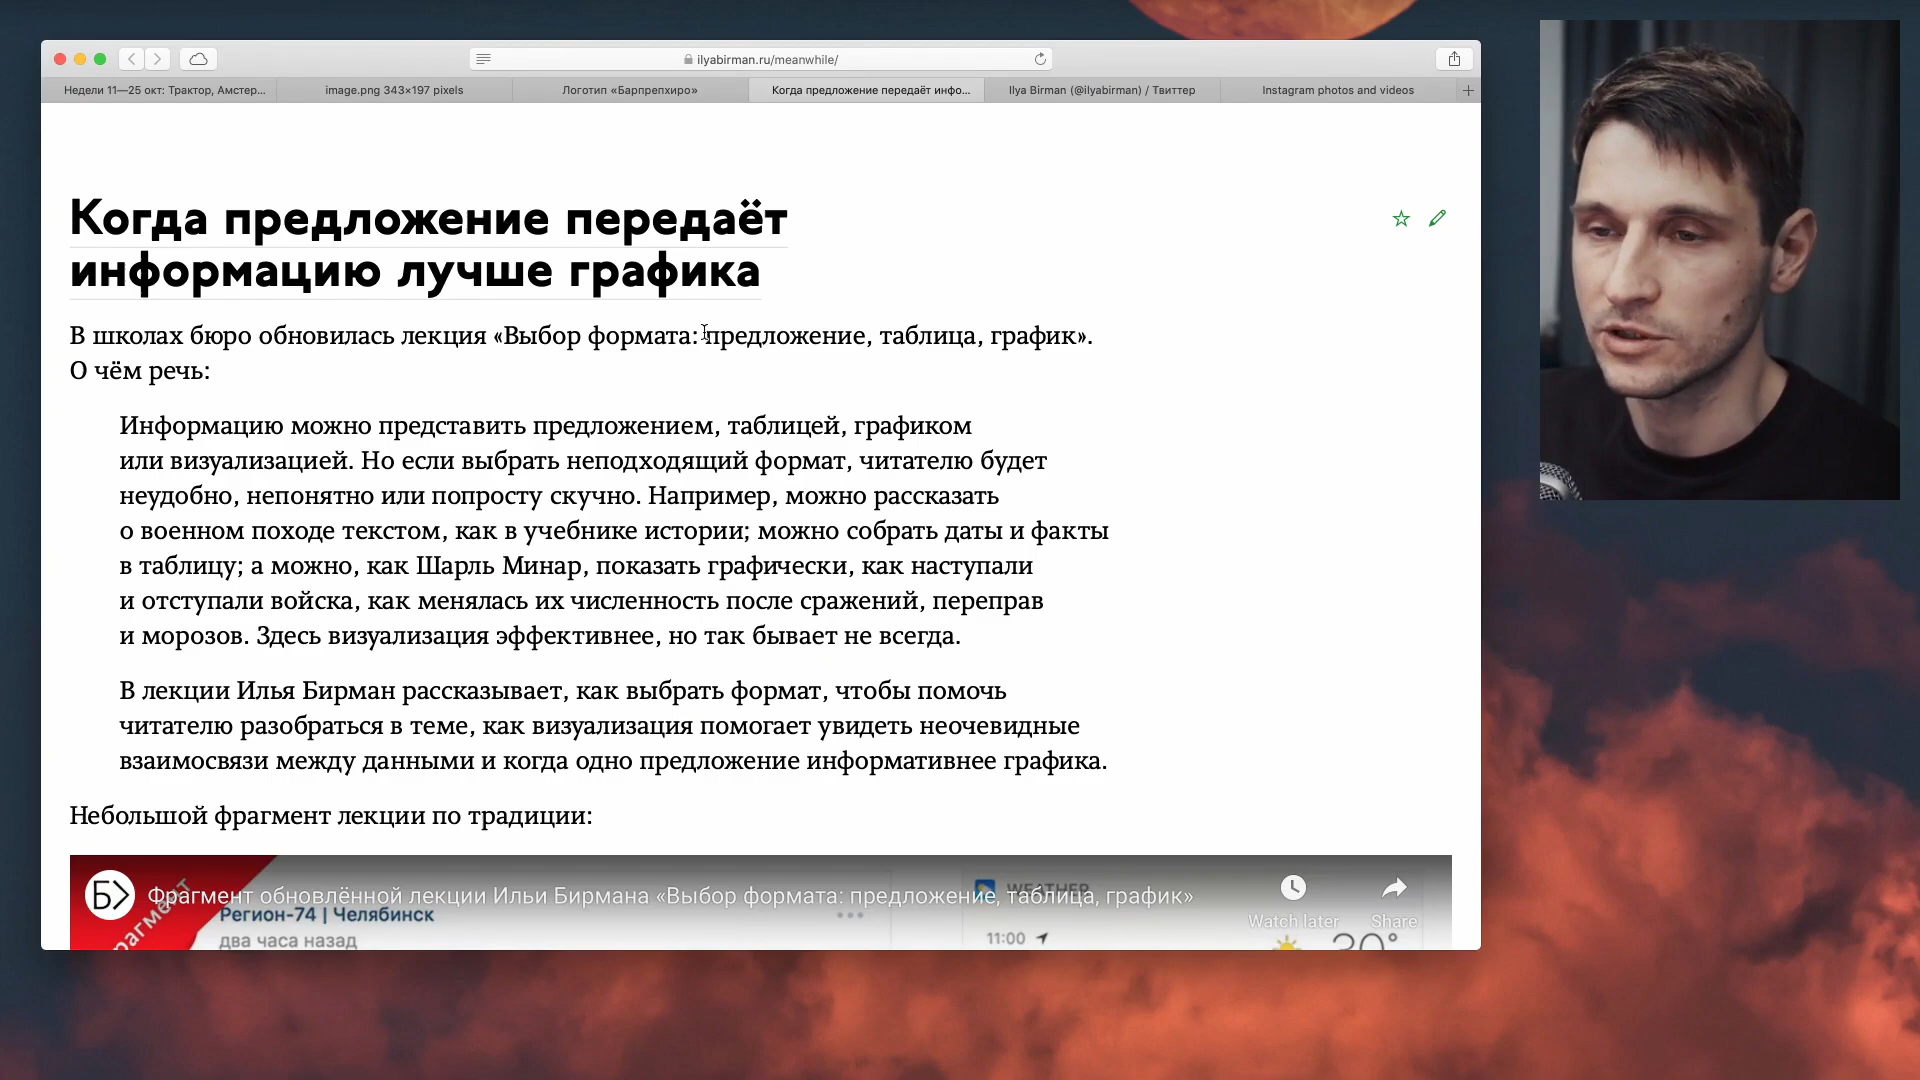 ilyabirman.ru/meanwhile/
Недели 11—25 окт: Трактор, Амстер...
image.png 343×197 pixels
Логотип «Барпрепхиро»
Когда предложение передаёт инфо...
Ilya Birman (@ilyabirman) / Твиттер
Instagram photos and videos
Когда предложение передаёт
информацию лучше графика
В школах бюро обновилась лекция «Выбор формата: предложение, таблица, график».
О чём речь:
Информацию можно представить предложением, таблицей, графиком
или визуализацией. Но если выбрать неподходящий формат, читателю будет
неудобно, непонятно или попросту скучно. Например, можно рассказать
о военном походе текстом, как в учебнике истории; можно собрать даты и факты
в таблицу; а можно, как Шарль Минар, показать графически, как наступали
и отступали войска, как менялась их численность после сражений, переправ
и морозов. Здесь визуализация эффективнее, но так бывает не всегда.
В лекции Илья Бирман рассказывает, как выбрать формат, чтобы помочь
читателю разобраться в теме, как визуализация помогает увидеть неочевидные
взаимосвязи между данными и когда одно предложение информативнее графика.
Небольшой фрагмент лекции по традиции:
Б
Фрагмент обновлённой лекции Ильи Бирмана «Выбор формата: предложение, таблица, график»
WEATHER
рагмент
Регион-74 | Челябинск
два часа назад
Watch later
Share
11:00
30°